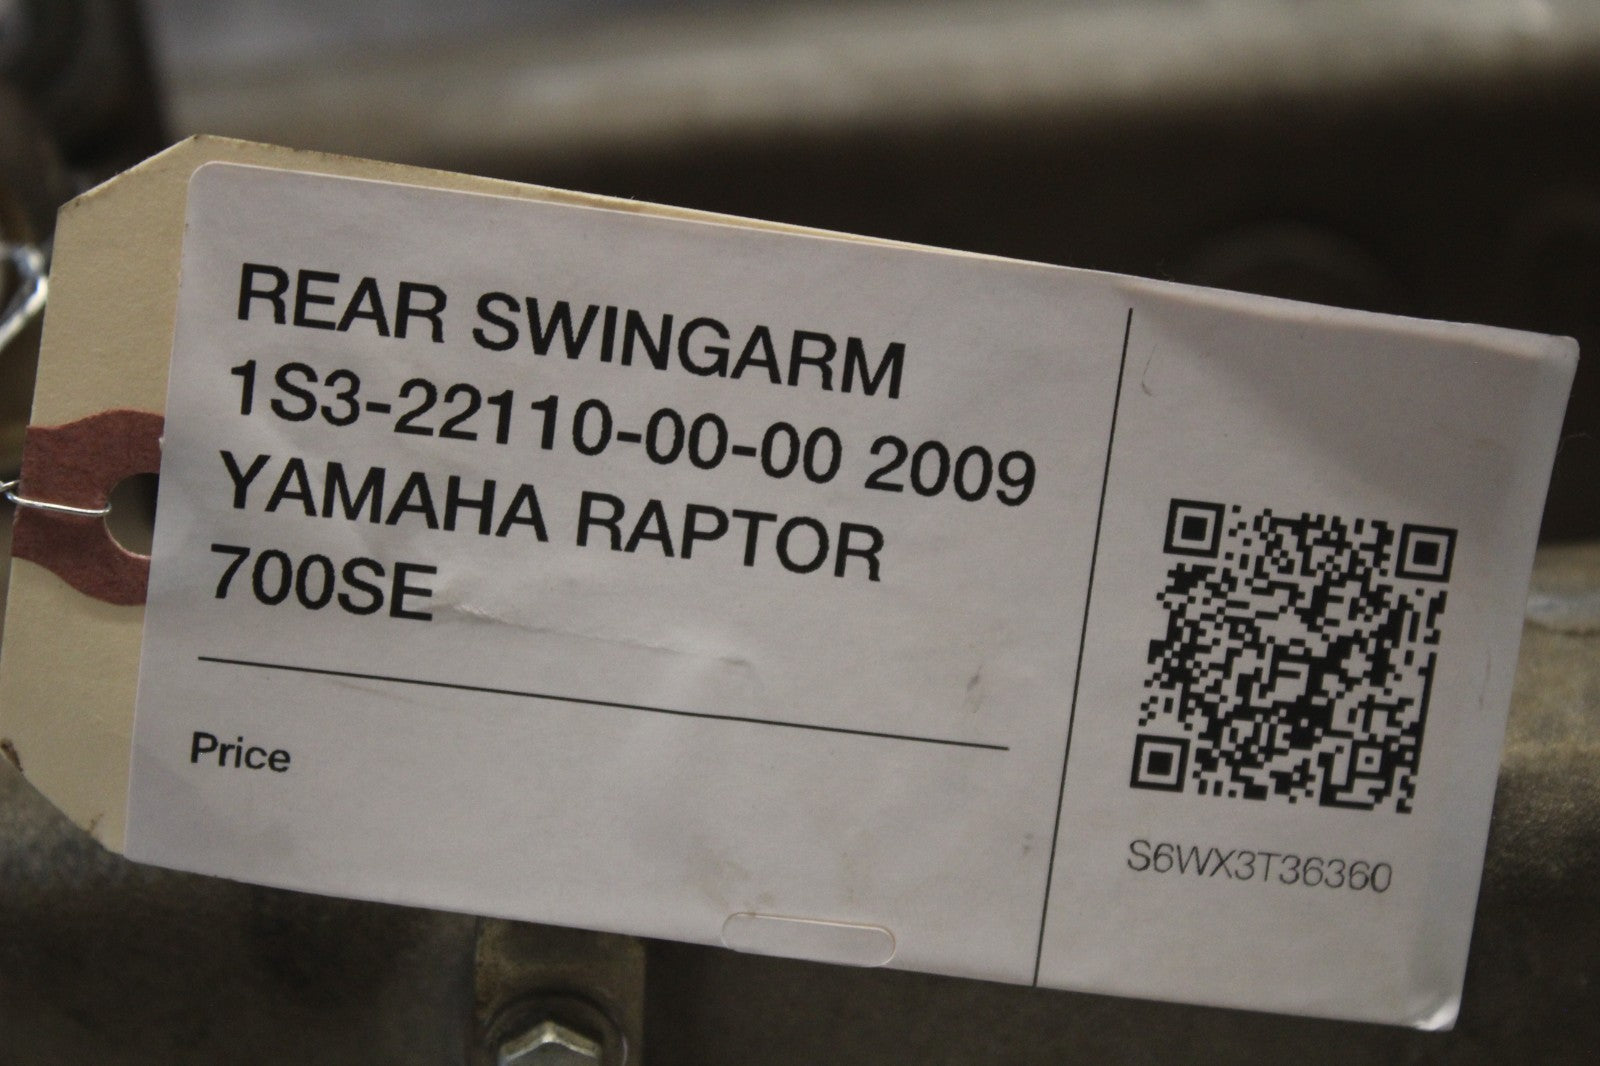 REAR SWINGARM
1S3-22110-00-00 2009
YAMAHA RAPTOR
700SE
Price
S6WX3T36360